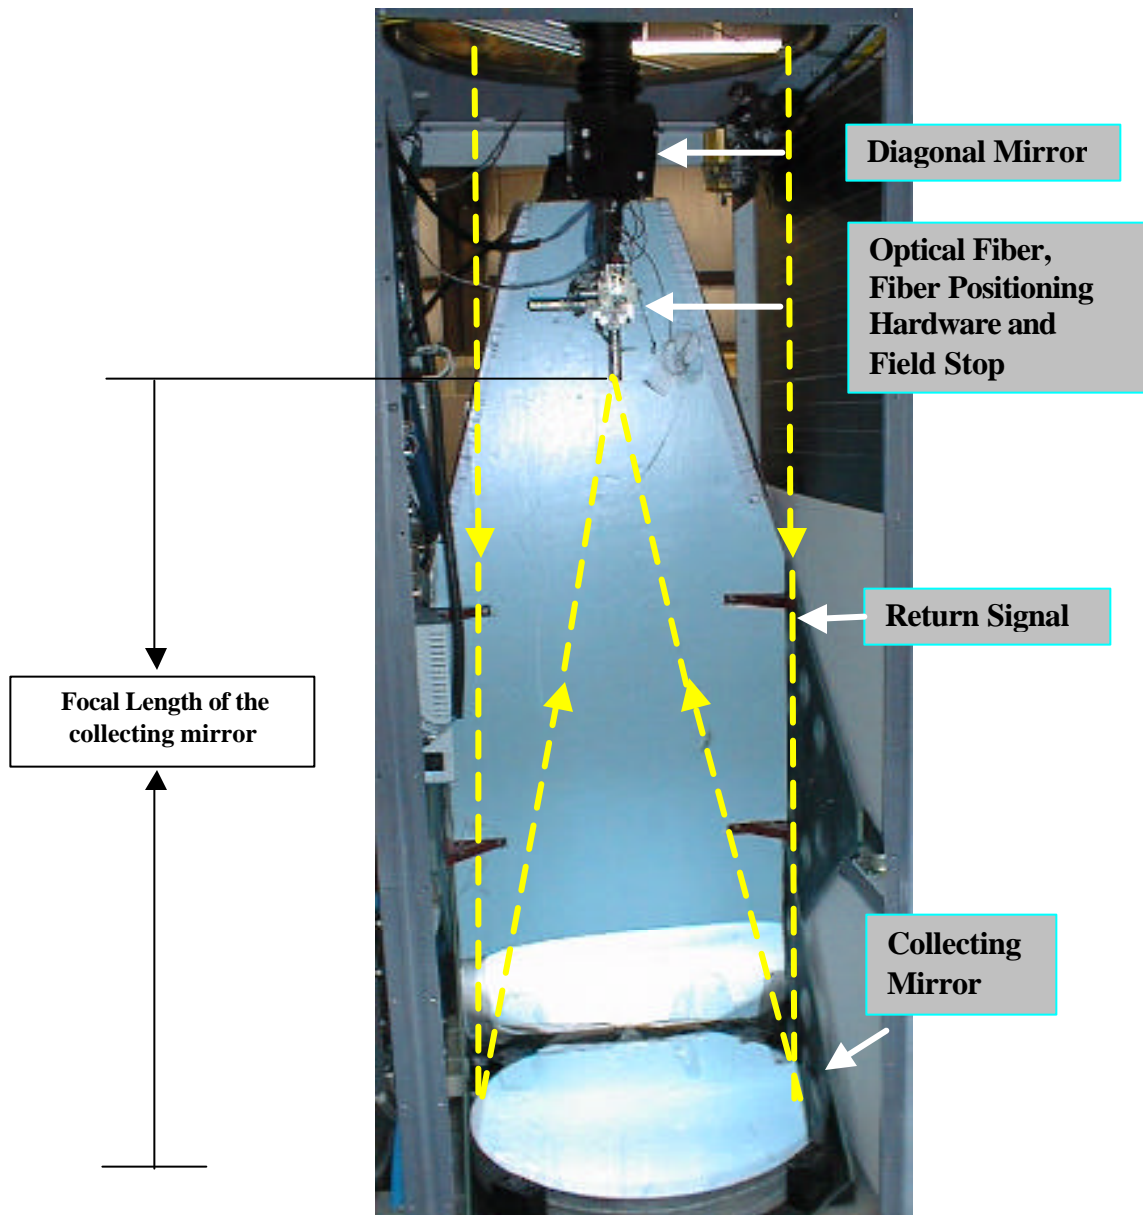 Diagonal Mirror
Optical Fiber,
Fiber Positioning
Hardware and
Field Stop
Return Signal
Focal Length of the
collecting mirror
Collecting
Mirror